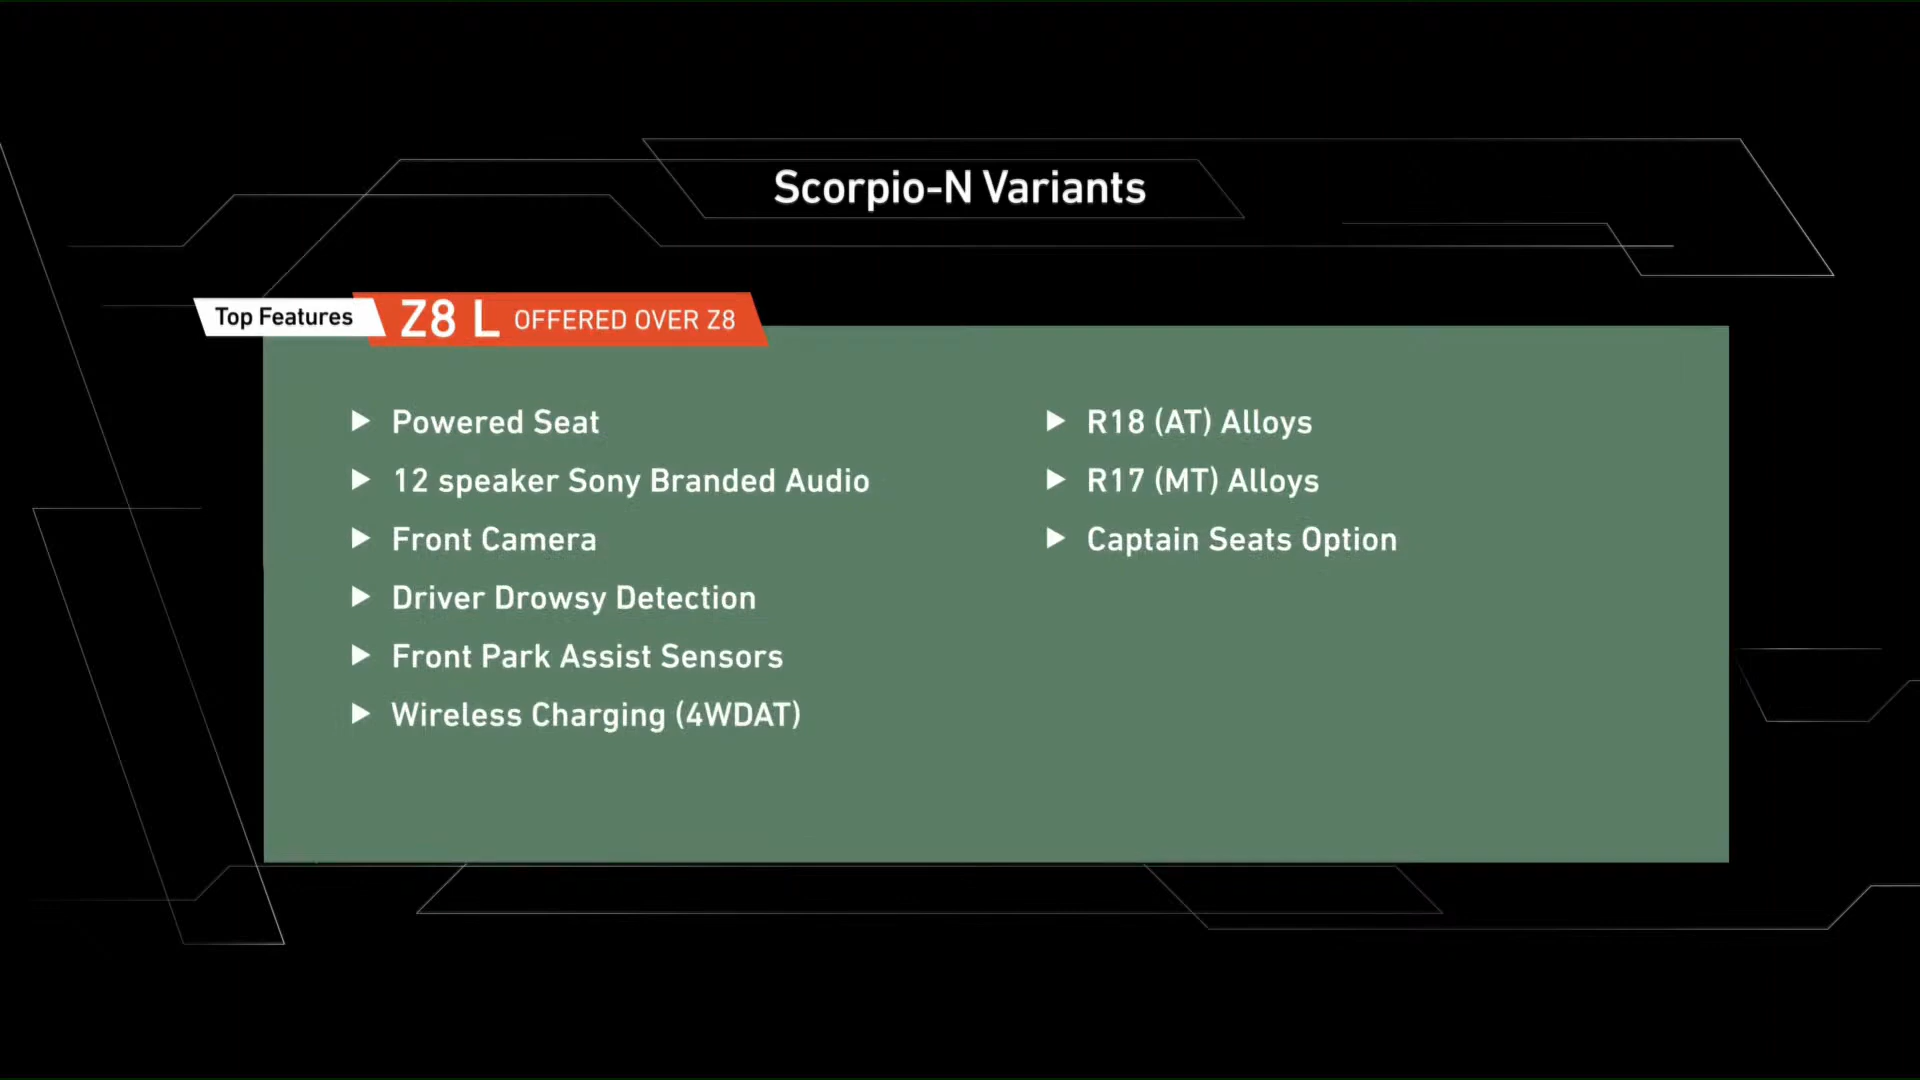 Scorpio-N Variants
Top Features
Z8 L OFFERED OVER Z8
Powered Seat
12 speaker Sony Branded Audio
Front Camera
Driver Drowsy Detection
Front Park Assist Sensors
Wireless Charging (4WDAT)
R18 (AT) Alloys
R17 (MT) Alloys
Captain Seats Option